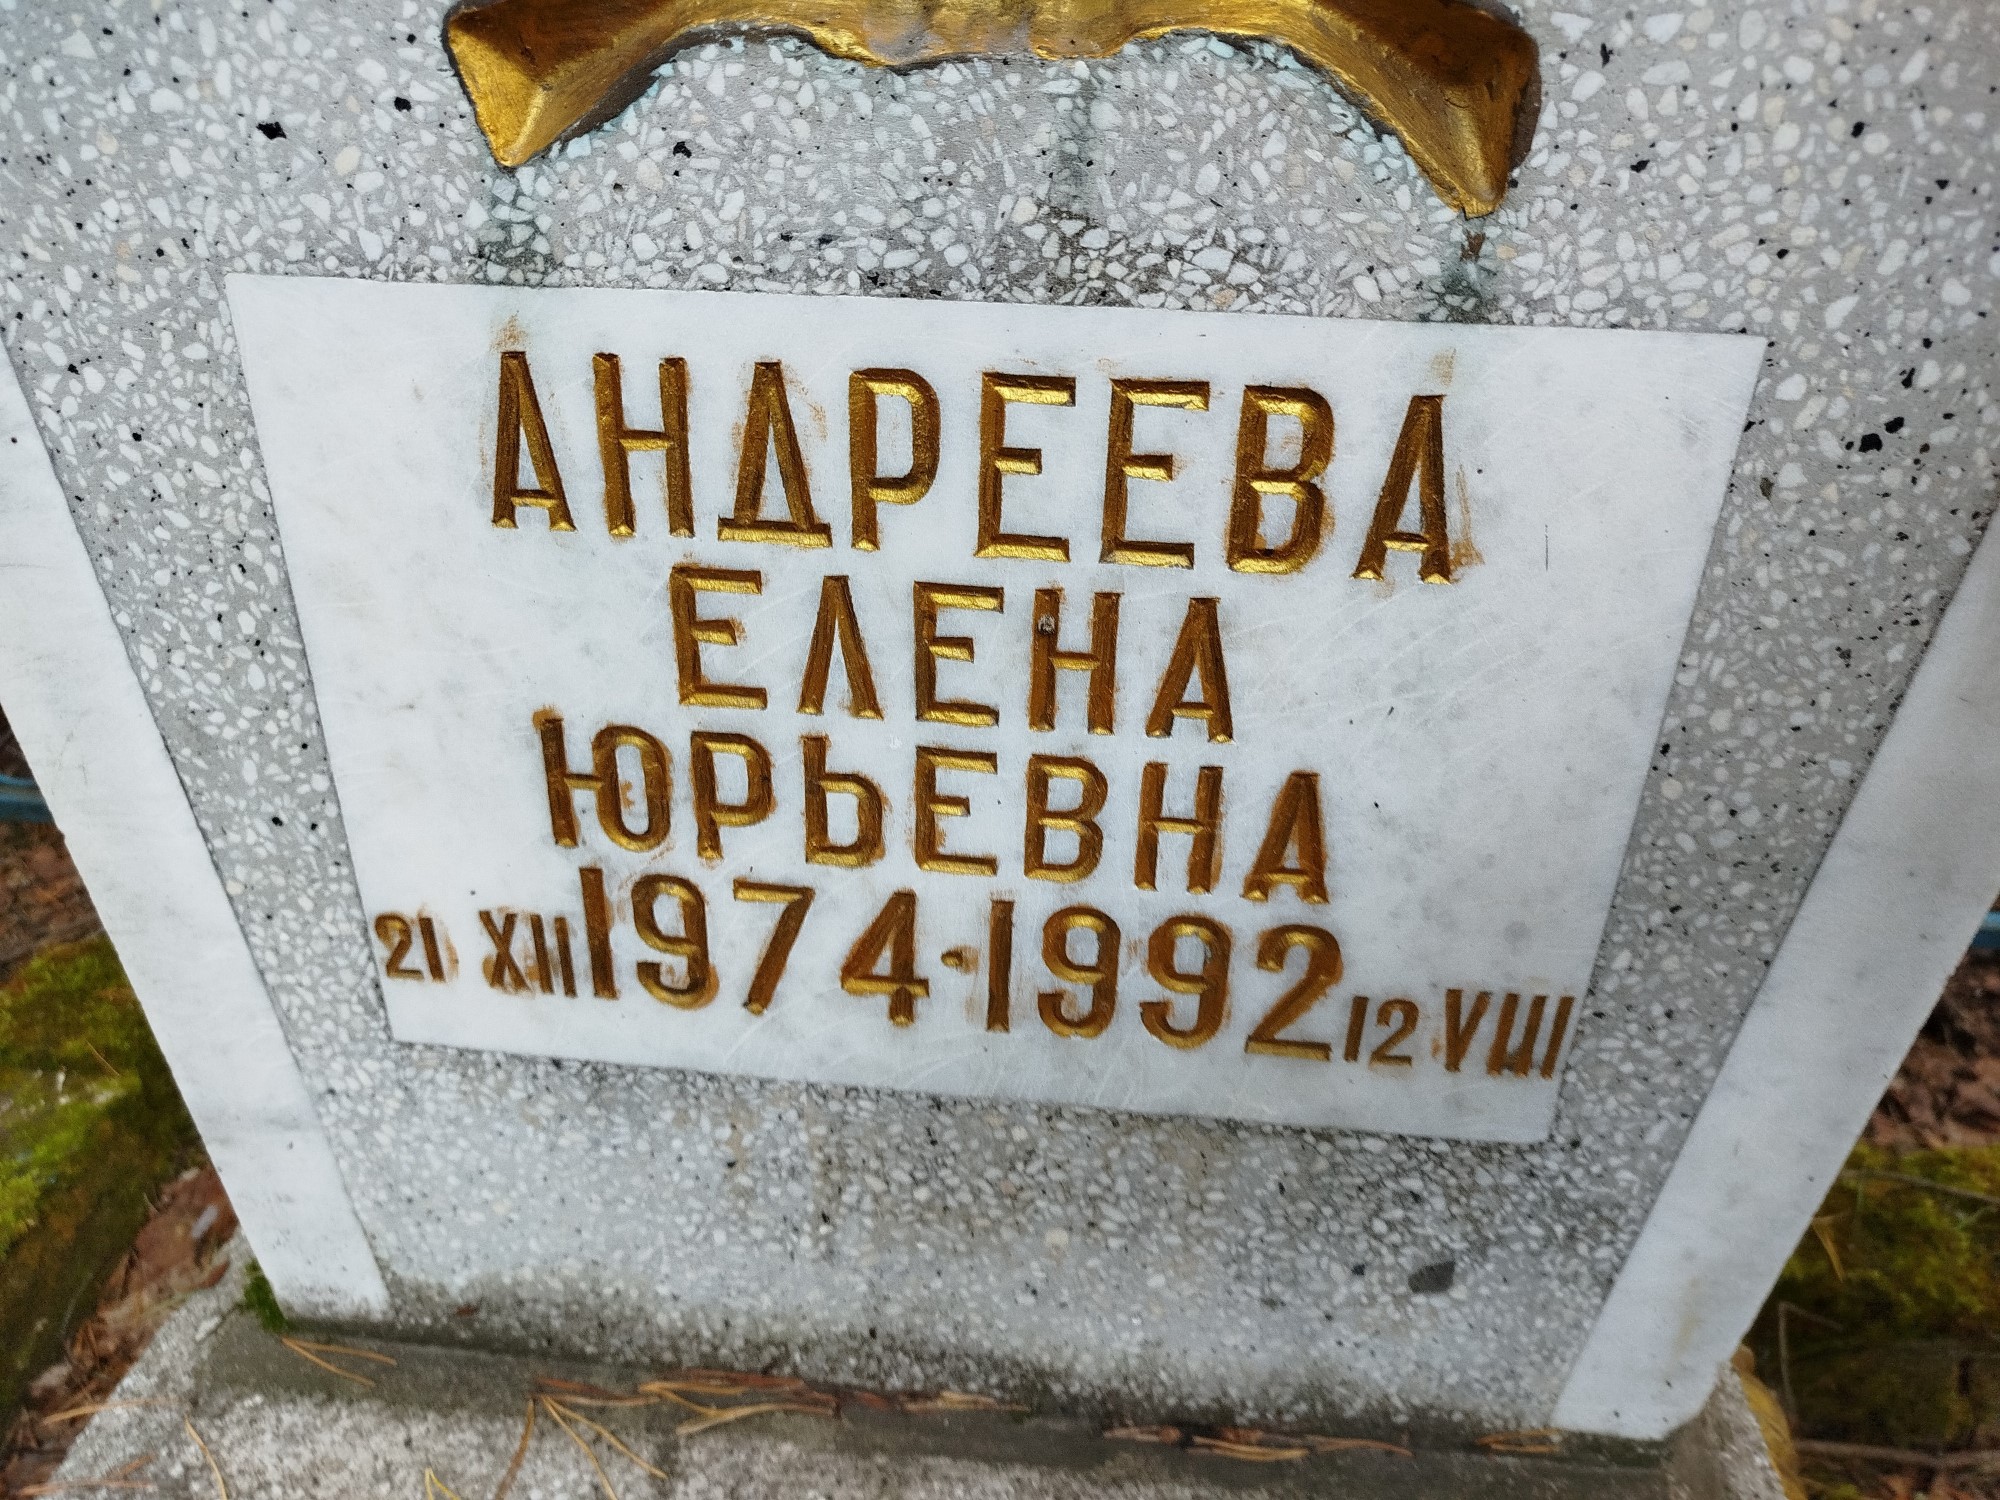 АНДРЕЕВА
ЕЛЕНА
ЮРЬЕВНА
21 XII 1974·1992 12 VIII